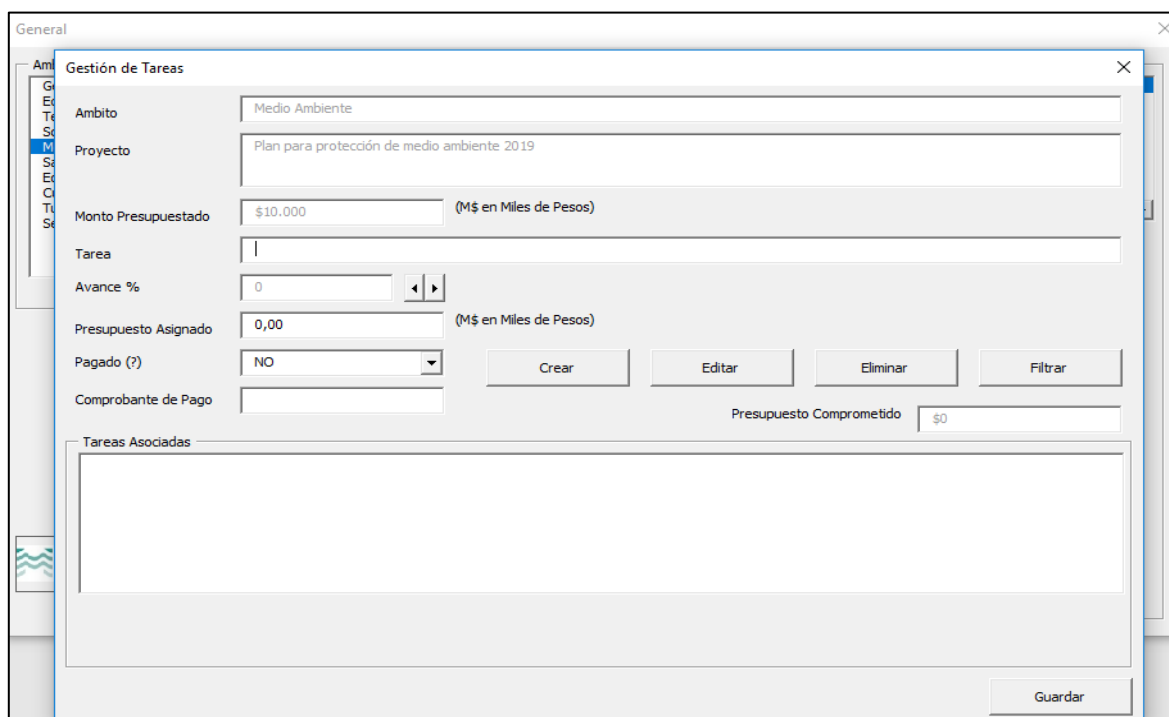 General
Gestión de Tareas
Ambito
Medio Ambiente
Proyecto
Plan para protección de medio ambiente 2019
Monto Presupuestado
$10.000
(M$ en Miles de Pesos)
Tarea
Avance %
0
Presupuesto Asignado
0,00
(M$ en Miles de Pesos)
Pagado (?)
NO
Crear
Editar
Eliminar
Filtrar
Comprobante de Pago
Presupuesto Comprometido
$0
Tareas Asociadas
Guardar